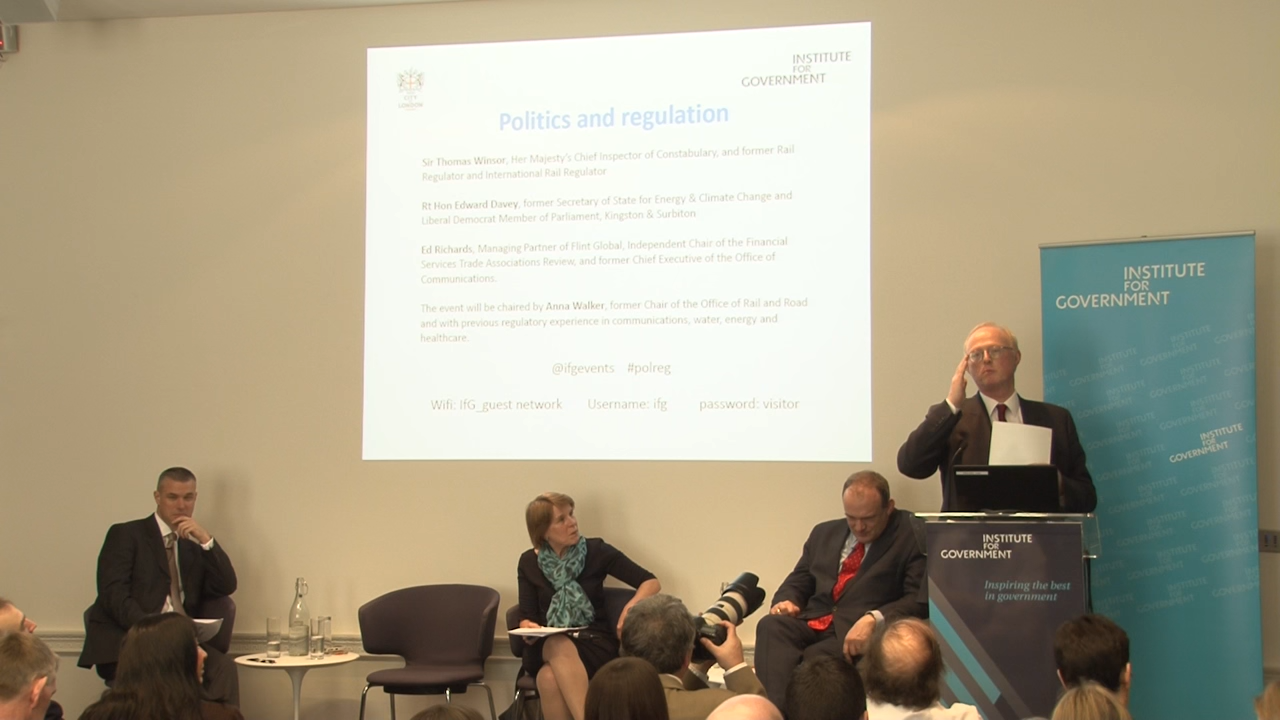 CITY
LONDON
INSTITUTE
FOR
GOVERNMENT
Politics and regulation
Sir Thomas Winsor, Her Majesty's Chief Inspector of Constabulary, and former Rail
Regulator and International Rail Regulator
Rt Hon Edward Davey, former Secretary of State for Energy & Climate Change and
Liberal Democrat Member of Parliament, Kingston & Surbiton
Ed Richards, Managing Partner of Flint Global, Independent Chair of the Financial
Services Trade Associations Review, and former Chief Executive of the Office of
Communications.
The event will be chaired by Anna Walker, former Chair of the Office of Rail and Road
and with previous regulatory experience in communications, water, energy and
healthcare.
@ifgevents #polreg
Wifi: IfG_guest network Username: ifg password: visitor
INSTITUTE
FOR
GOVERNMENT
INSTITUTE
FOR
GOVERNMENT
INSTITUTE
FOR
GOVERNMENT
Inspiring the best
in government